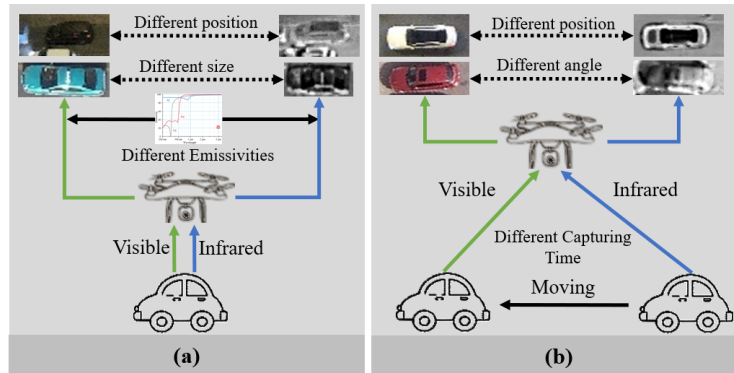 Different position
Different size
Different Emissivities
Visible
Infrared
(a)
Different position
Different angle
Visible
Infrared
Different Capturing
Time
Moving
(b)